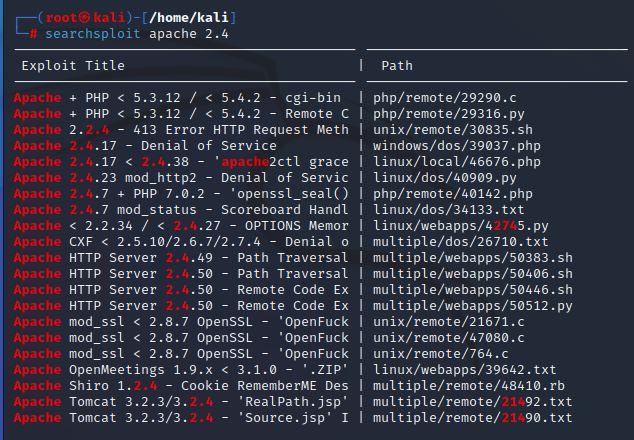 ┌──(root㉿kali)-[/home/kali]
└─# searchsploit apache 2.4
Exploit Title | Path
Apache + PHP < 5.3.12 / < 5.4.2 - cgi-bin | php/remote/29290.c
Apache + PHP < 5.3.12 / < 5.4.2 - Remote C | php/remote/29316.py
Apache 2.2.4 - 413 Error HTTP Request Meth | unix/remote/30835.sh
Apache 2.4.17 - Denial of Service | windows/dos/39037.php
Apache 2.4.17 < 2.4.38 - 'apache2ctl grace | linux/local/46676.php
Apache 2.4.23 mod_http2 - Denial of Servic | linux/dos/40909.py
Apache 2.4.7 + PHP 7.0.2 - 'openssl_seal() | php/remote/40142.php
Apache 2.4.7 mod_status - Scoreboard Handl | linux/dos/34133.txt
Apache < 2.2.34 / < 2.4.27 - OPTIONS Memor | linux/webapps/42745.py
Apache CXF < 2.5.10/2.6.7/2.7.4 - Denial o | multiple/dos/26710.txt
Apache HTTP Server 2.4.49 - Path Traversal | multiple/webapps/50383.sh
Apache HTTP Server 2.4.50 - Path Traversal | multiple/webapps/50406.sh
Apache HTTP Server 2.4.50 - Remote Code Ex | multiple/webapps/50446.sh
Apache HTTP Server 2.4.50 - Remote Code Ex | multiple/webapps/50512.py
Apache mod_ssl < 2.8.7 OpenSSL - 'OpenFuck | unix/remote/21671.c
Apache mod_ssl < 2.8.7 OpenSSL - 'OpenFuck | unix/remote/47080.c
Apache mod_ssl < 2.8.7 OpenSSL - 'OpenFuck | unix/remote/764.c
Apache OpenMeetings 1.9.x < 3.1.0 - '.ZIP' | linux/webapps/39642.txt
Apache Shiro 1.2.4 - Cookie RememberME Des | multiple/remote/48410.rb
Apache Tomcat 3.2.3/3.2.4 - 'RealPath.jsp' | multiple/remote/21492.txt
Apache Tomcat 3.2.3/3.2.4 - 'Source.jsp' I | multiple/remote/21490.txt